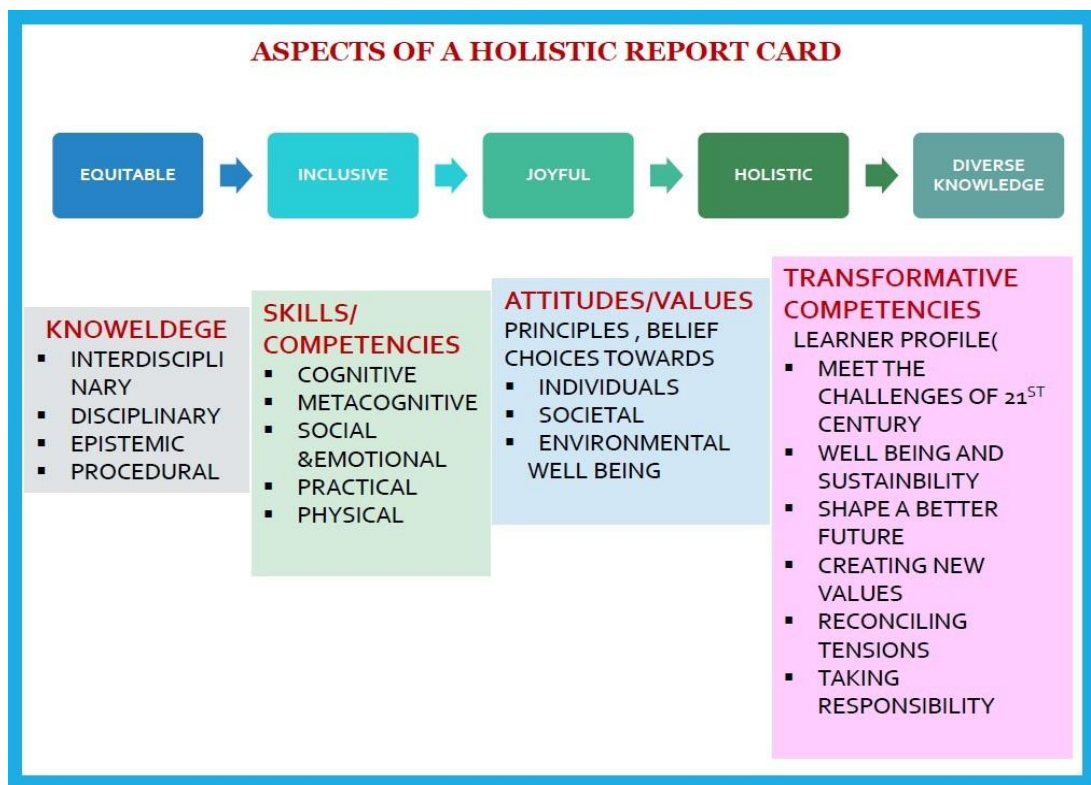 ASPECTS OF A HOLISTIC REPORT CARD
EQUITABLE
INCLUSIVE
JOYFUL
HOLISTIC
DIVERSE
KNOWLEDGE
KNOWELDEGE
▪ INTERDISCIPLI
NARY
▪ DISCIPLINARY
▪ EPISTEMIC
▪ PROCEDURAL
SKILLS/
COMPETENCIES
▪ COGNITIVE
▪ METACOGNITIVE
▪ SOCIAL
&EMOTIONAL
▪ PRACTICAL
▪ PHYSICAL
ATTITUDES/VALUES
PRINCIPLES , BELIEF
CHOICES TOWARDS
▪ INDIVIDUALS
▪ SOCIETAL
▪ ENVIRONMENTAL
WELL BEING
TRANSFORMATIVE
COMPETENCIES
LEARNER PROFILE(
▪ MEET THE
CHALLENGES OF 21ST
CENTURY
▪ WELL BEING AND
SUSTAINBILITY
▪ SHAPE A BETTER
FUTURE
▪ CREATING NEW
VALUES
▪ RECONCILING
TENSIONS
▪ TAKING
RESPONSIBILITY